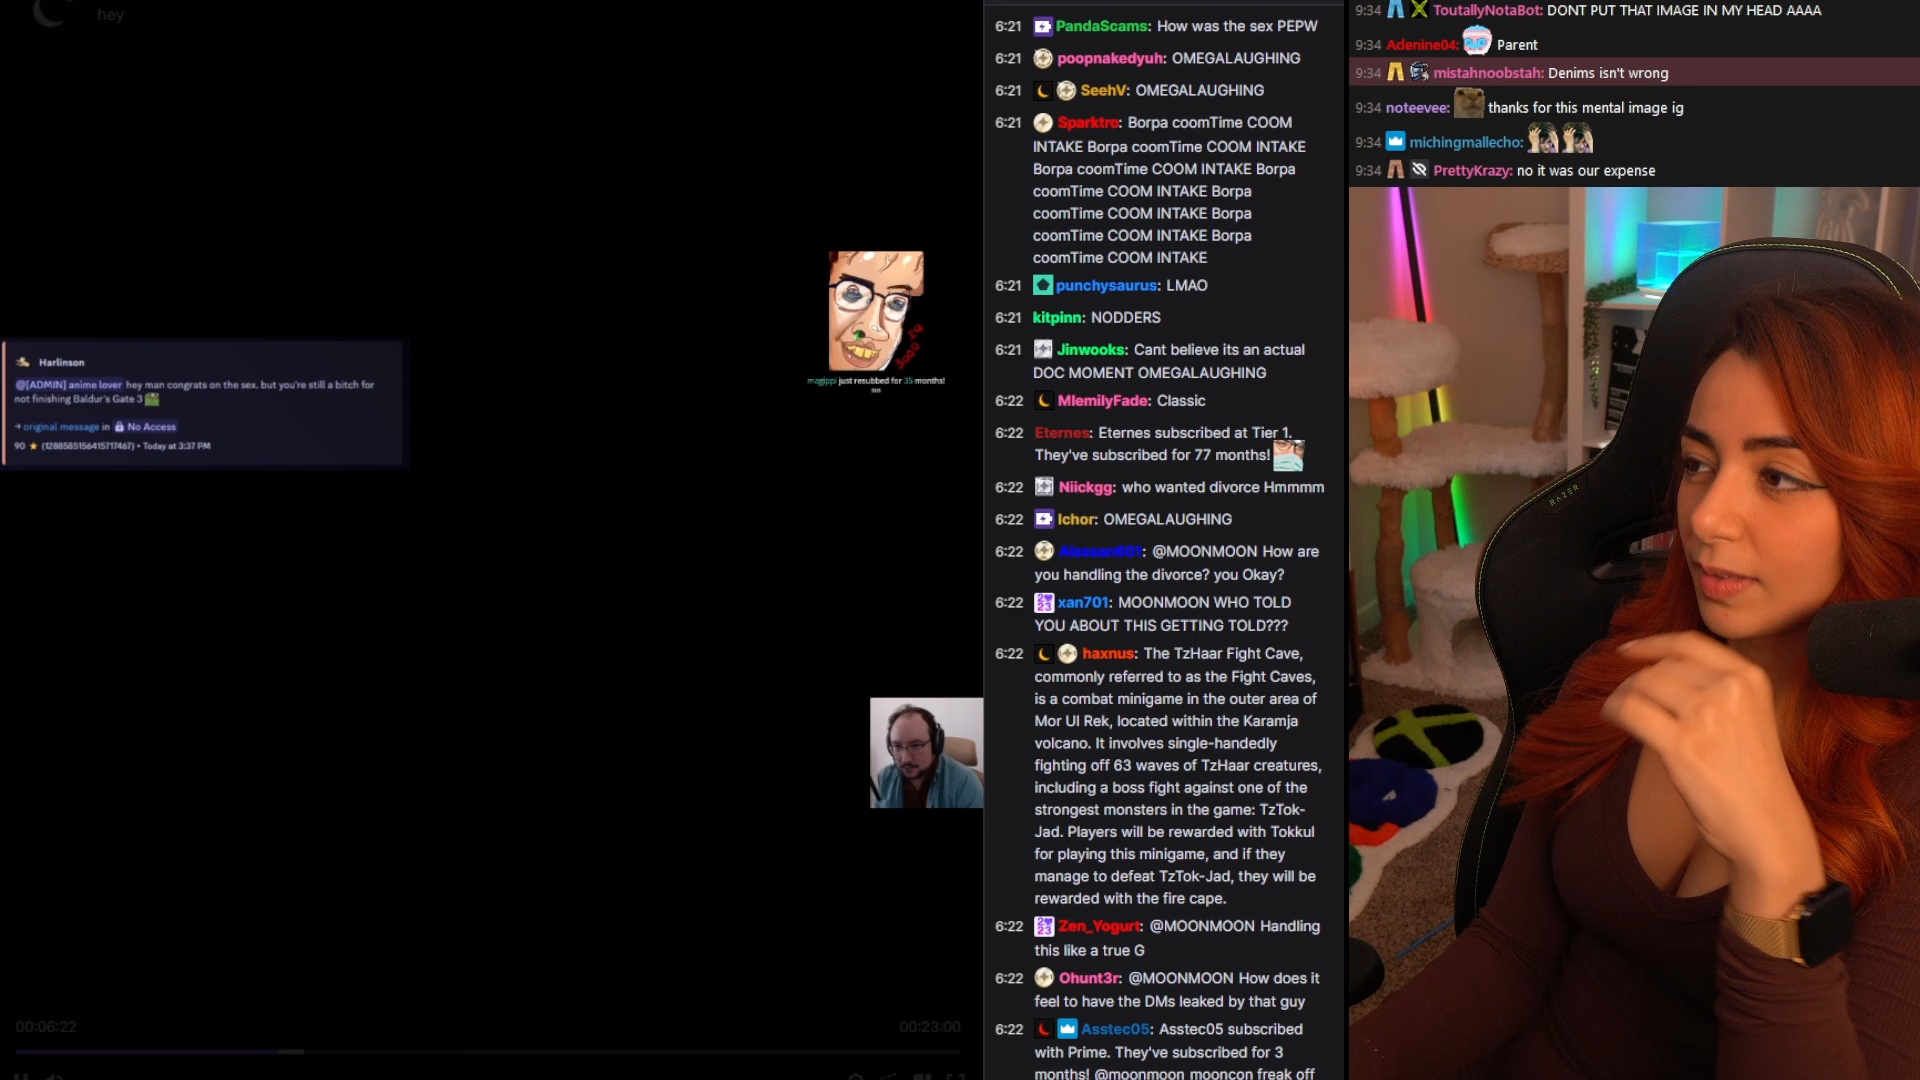 hey
Harlinson
@[ADMIN] anime lover hey man congrats on the sex. but you're still a bitch for
not finishing Baldur's Gate 3
original message in No Access
90 (1288585156415717467) • Today at 3:37 PM
magippi just resubbed for 35 months!
sus
00:06:22
00:23:00
6:21 PandaScams: How was the sex PEPW
6:21 poopnakedyuh: OMEGALAUGHING
6:21 SeehV: OMEGALAUGHING
6:21 Sparktro: Borpa coomTime COOM
INTAKE Borpa coomTime COOM INTAKE
Borpa coomTime COOM INTAKE Borpa
coomTime COOM INTAKE Borpa
coomTime COOM INTAKE Borpa
coomTime COOM INTAKE Borpa
coomTime COOM INTAKE
6:21 punchysaurus: LMAO
6:21 kitpinn: NODDERS
6:21 Jinwooks: Cant believe its an actual
DOC MOMENT OMEGALAUGHING
6:22 MlemilyFade: Classic
6:22 Eternes: Eternes subscribed at Tier 1.
They've subscribed for 77 months!
6:22 Niickgg: who wanted divorce Hmmmm
6:22 Ichor: OMEGALAUGHING
6:22 @MOONMOON How are
you handling the divorce? you Okay?
6:22 xan701: MOONMOON WHO TOLD
YOU ABOUT THIS GETTING TOLD???
6:22 haxnus: The TzHaar Fight Cave,
commonly referred to as the Fight Caves,
is a combat minigame in the outer area of
Mor Ul Rek, located within the Karamja
volcano. It involves single-handedly
fighting off 63 waves of TzHaar creatures,
including a boss fight against one of the
strongest monsters in the game: TzTok-
Jad. Players will be rewarded with Tokkul
for playing this minigame, and if they
manage to defeat TzTok-Jad, they will be
rewarded with the fire cape.
6:22 Zen_Yogurt: @MOONMOON Handling
this like a true G
6:22 Ohunt3r: @MOONMOON How does it
feel to have the DMs leaked by that guy
6:22 Asstec05: Asstec05 subscribed
with Prime. They've subscribed for 3
months! @moonmoon mooncon freak off
9:34 ToutallyNotaBot: DONT PUT THAT IMAGE IN MY HEAD AAAA
9:34 Adenine04: Parent
9:34 mistahnoobstah: Denims isn't wrong
9:34 noteevee: thanks for this mental image ig
9:34 michingmallecho:
9:34 PrettyKrazy: no it was our expense
RAZER